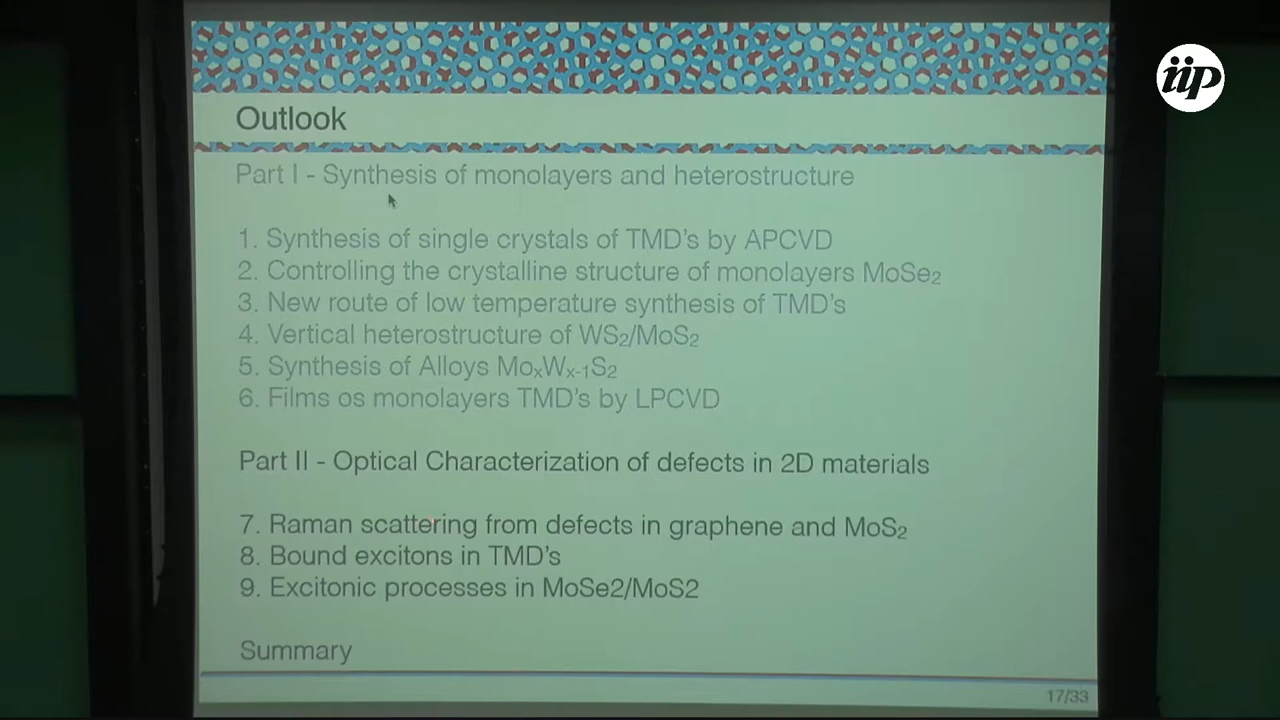 iip
Outlook
Part I - Synthesis of monolayers and heterostructure
1. Synthesis of single crystals of TMD's by APCVD
2. Controlling the crystalline structure of monolayers MoSe₂
3. New route of low temperature synthesis of TMD's
4. Vertical heterostructure of WS₂/MoS₂
5. Synthesis of Alloys MoₓWₓ₋₁S₂
6. Films os monolayers TMD's by LPCVD
Part II - Optical Characterization of defects in 2D materials
7. Raman scattering from defects in graphene and MoS₂
8. Bound excitons in TMD's
9. Excitonic processes in MoSe2/MoS2
Summary
17/33